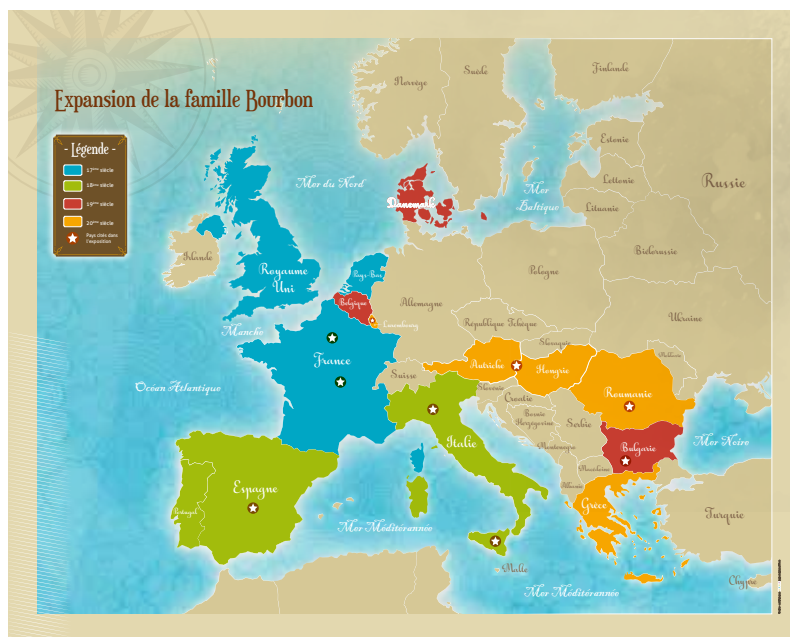 Expansion de la famille Bourbon
- Légende -
17ème siècle
18ème siècle
19ème siècle
20ème siècle
Pays cités dans
l'exposition
Norvège
Suède
Finlande
Estonie
Lettonie
Lituanie
Russie
Mer du Nord
Mer
Baltique
Danemark
Irlande
Royaume
Uni
Pays-Bas
Belgique
Luxembourg
Allemagne
Pologne
Biélorussie
Ukraine
Manche
République Tchèque
Slovaquie
Moldavie
France
Suisse
Autriche
Hongrie
Roumanie
Océan Atlantique
Slovénie
Croatie
Bosnie
Herzégovine
Serbie
Italie
Monténégro
Bulgarie
Mer Noire
Macédoine
Albanie
Grèce
Espagne
Portugal
Turquie
Mer Méditérannée
Malte
Chypre
Mer Méditérannée